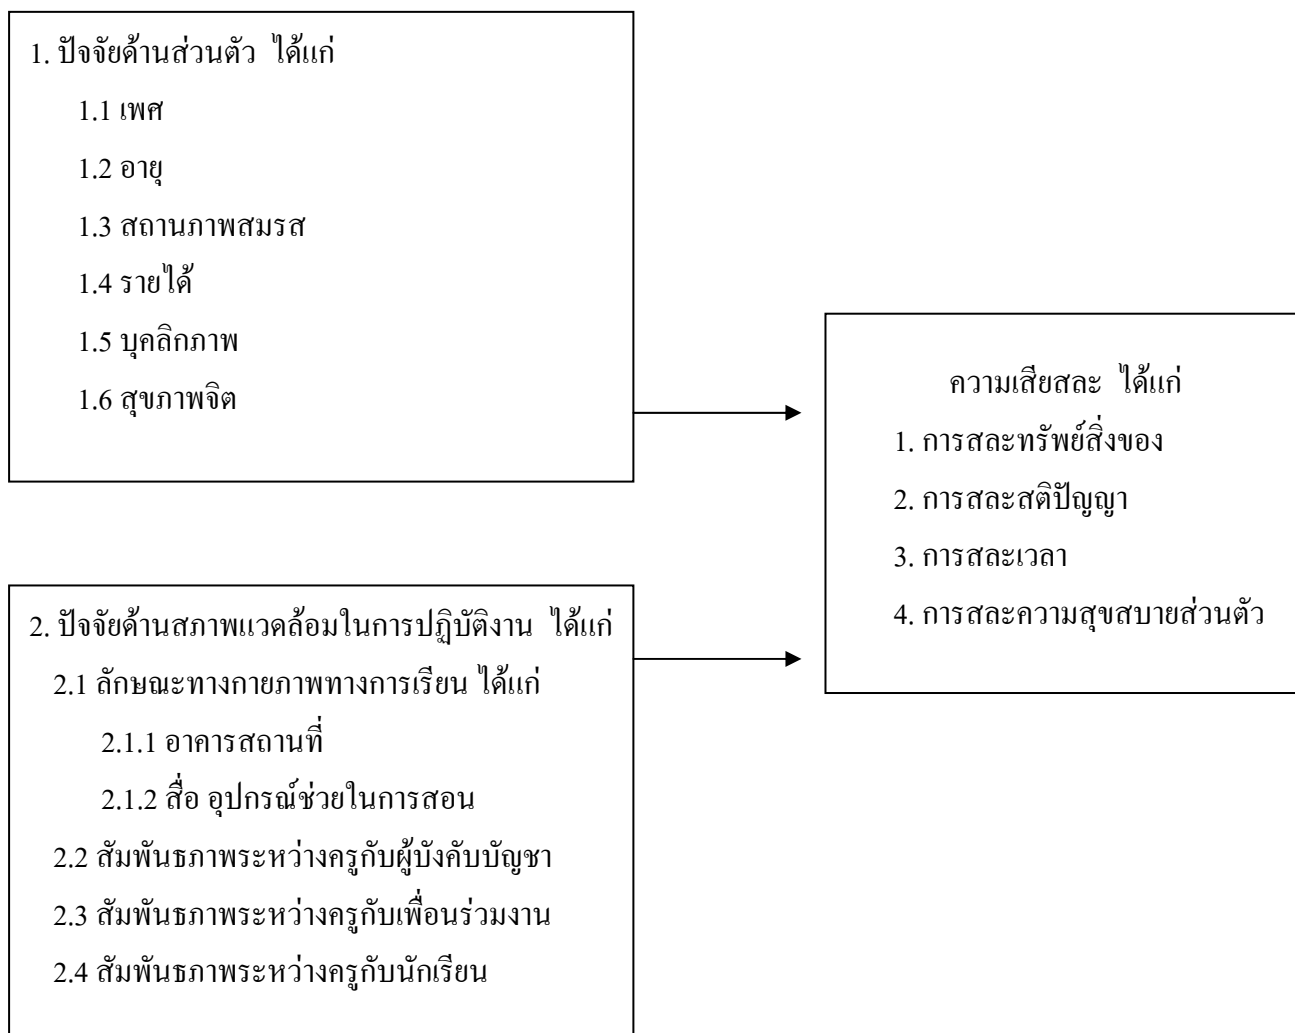 1. ปัจจัยด้านส่วนตัว ได้แก่
1.1 เพศ
1.2 อายุ
1.3 สถานภาพสมรส
1.4 รายได้
1.5 บุคลิกภาพ
1.6 สุขภาพจิต
2. ปัจจัยด้านสภาพแวดล้อมในการปฏิบัติงาน ได้แก่
2.1 ลักษณะทางกายภาพทางการเรียน ได้แก่
2.1.1 อาคารสถานที่
2.1.2 สื่อ อุปกรณ์ช่วยในการสอน
2.2 สัมพันธภาพระหว่างครูกับผู้บังคับบัญชา
2.3 สัมพันธภาพระหว่างครูกับเพื่อนร่วมงาน
2.4 สัมพันธภาพระหว่างครูกับนักเรียน
ความเสียสละ ได้แก่
1. การสละทรัพย์สิ่งของ
2. การสละสติปัญญา
3. การสละเวลา
4. การสละความสุขสบายส่วนตัว